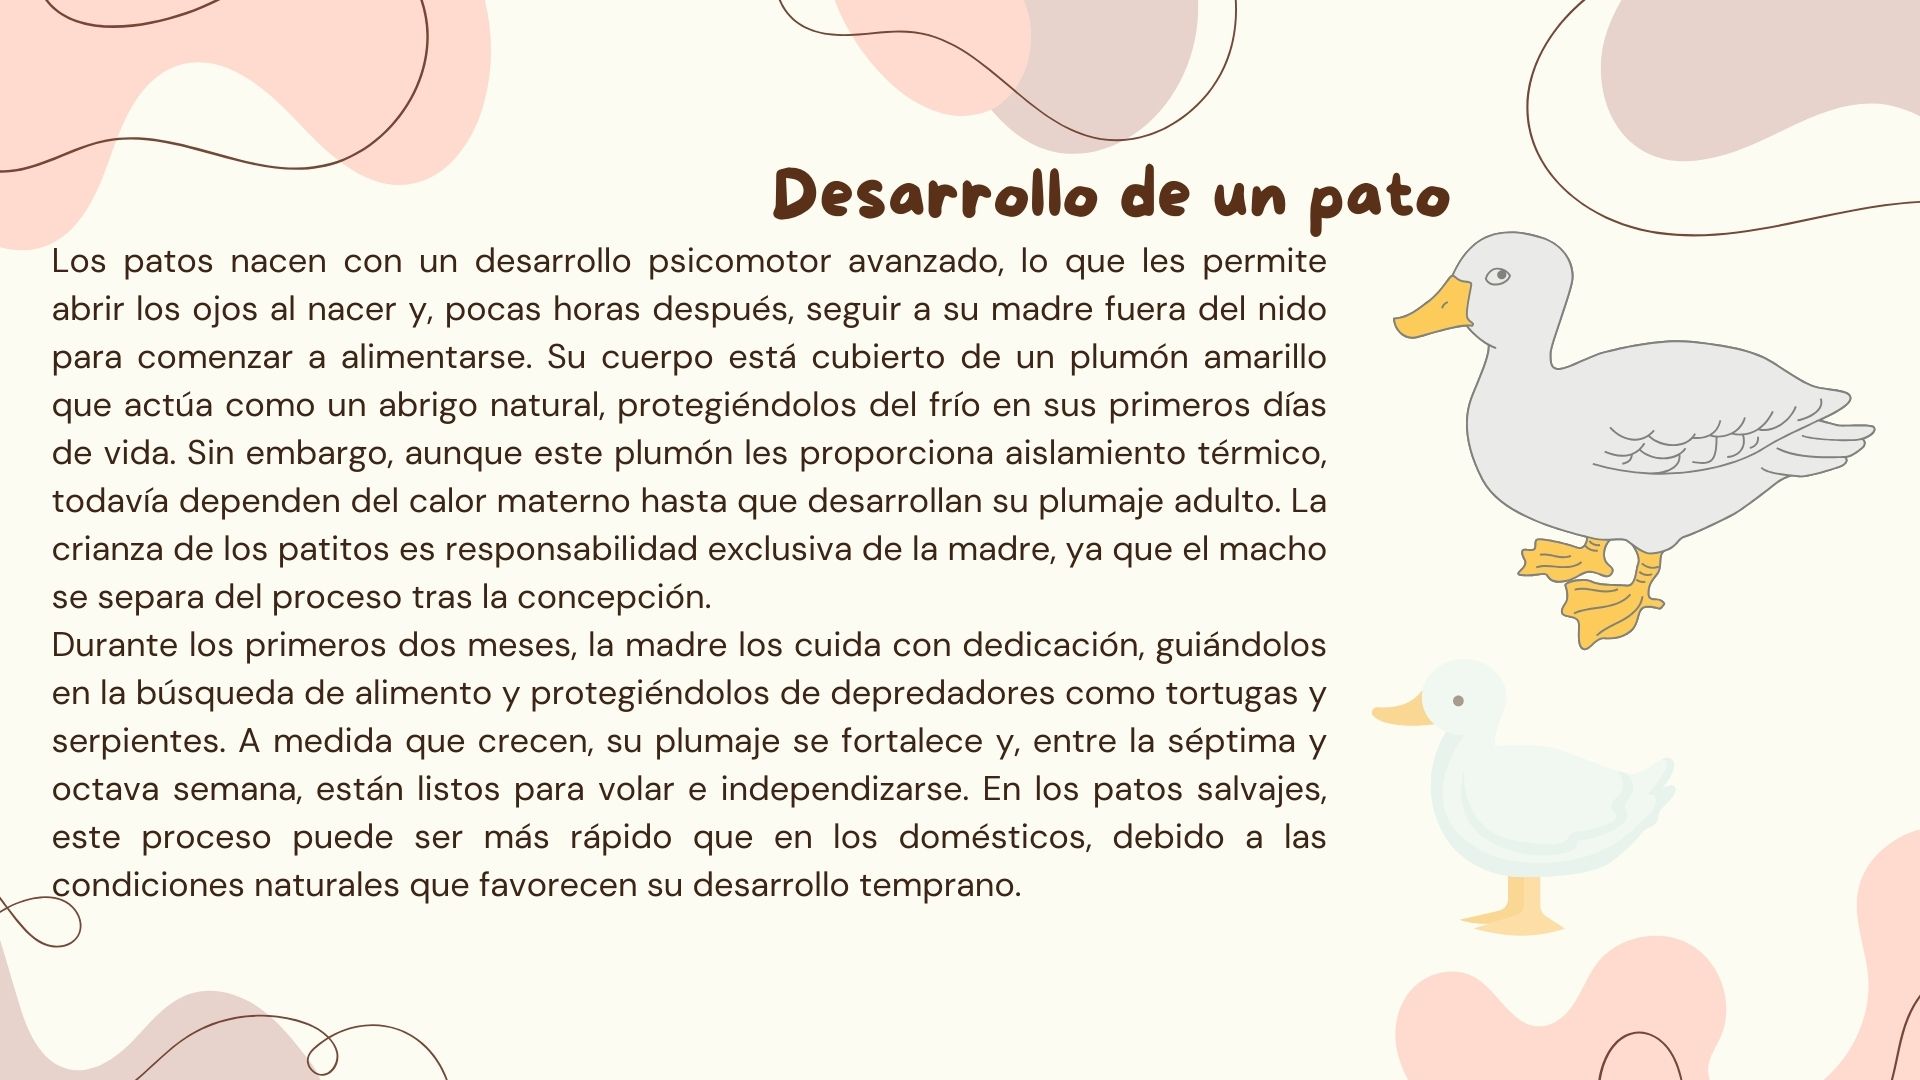 Desarrollo de un pato
Los patos nacen con un desarrollo psicomotor avanzado, lo que les permite
abrir los ojos al nacer y, pocas horas después, seguir a su madre fuera del nido
para comenzar a alimentarse. Su cuerpo está cubierto de un plumón amarillo
que actúa como un abrigo natural, protegiéndolos del frío en sus primeros días
de vida. Sin embargo, aunque este plumón les proporciona aislamiento térmico,
todavía dependen del calor materno hasta que desarrollan su plumaje adulto. La
crianza de los patitos es responsabilidad exclusiva de la madre, ya que el macho
se separa del proceso tras la concepción.
Durante los primeros dos meses, la madre los cuida con dedicación, guiándolos
en la búsqueda de alimento y protegiéndolos de depredadores como tortugas y
serpientes. A medida que crecen, su plumaje se fortalece y, entre la séptima y
octava semana, están listos para volar e independizarse. En los patos salvajes,
este proceso puede ser más rápido que en los domésticos, debido a las
condiciones naturales que favorecen su desarrollo temprano.